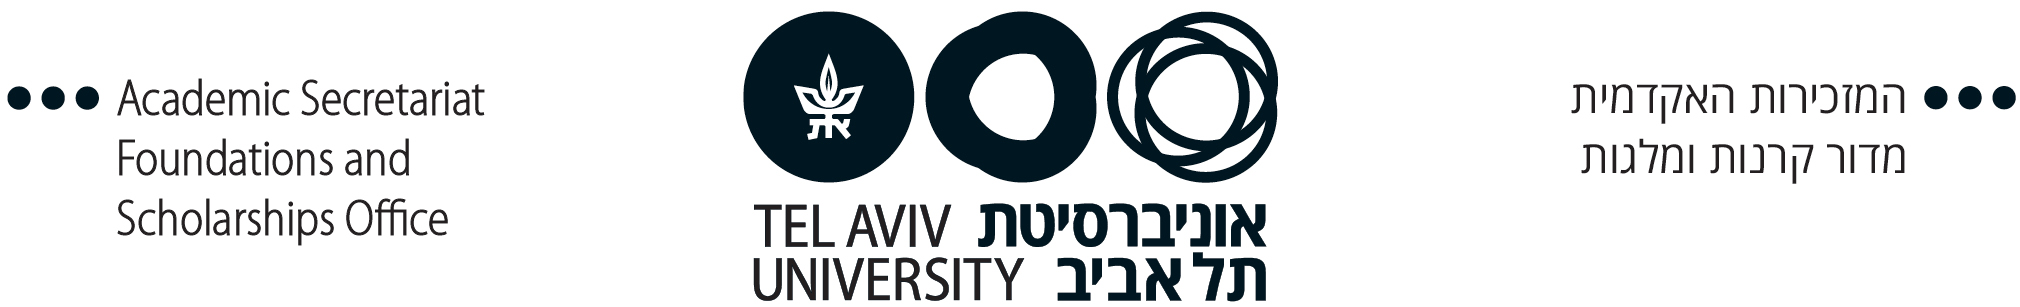 Academic Secretariat
Foundations and
Scholarships Office
את
TEL AVIV אוניברסיטת
UNIVERSITY תל אביב
המזכירות האקדמית
מדור קרנות ומלגות